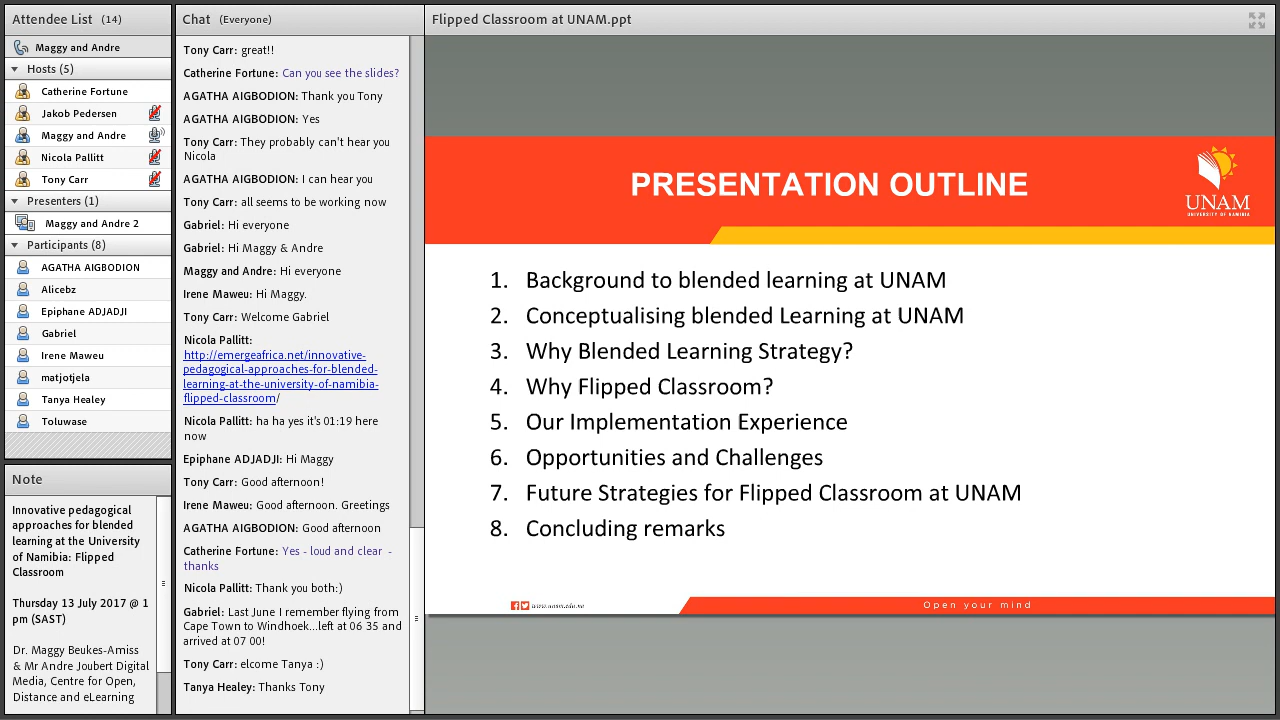 Attendee List (14)
Maggy and Andre
Hosts (5)
Catherine Fortune
Jakob Pedersen
Maggy and Andre
Nicola Pallitt
Tony Carr
Presenters (1)
Maggy and Andre 2
Participants (8)
AGATHA AIGBODION
Alicebz
Epiphane ADJADJI
Gabriel
Irene Maweu
matjotjela
Tanya Healey
Toluwase
Note
Innovative pedagogical
approaches for blended
learning at the University
of Namibia: Flipped
Classroom
Thursday 13 July 2017 @ 1
pm (SAST)
Dr. Maggy Beukes-Amiss
& Mr Andre Joubert Digital
Media, Centre for Open,
Distance and eLearning
Chat (Everyone)
Tony Carr: great!!
Catherine Fortune: Can you see the slides?
AGATHA AIGBODION: Thank you Tony
AGATHA AIGBODION: Yes
Tony Carr: They probably can't hear you
Nicola
AGATHA AIGBODION: I can hear you
Tony Carr: all seems to be working now
Gabriel: Hi everyone
Gabriel: Hi Maggy & Andre
Maggy and Andre: Hi everyone
Irene Maweu: Hi Maggy.
Tony Carr: Welcome Gabriel
Nicola Pallitt:
http://emergeafrica.net/innovative-
pedagogical-approaches-for-blended-
learning-at-the-university-of-namibia-
flipped-classroom/
Nicola Pallitt: ha ha yes it's 01:19 here
now
Epiphane ADJADJI: Hi Maggy
Tony Carr: Good afternoon!
Irene Maweu: Good afternoon. Greetings
AGATHA AIGBODION: Good afternoon
Catherine Fortune: Yes - loud and clear -
thanks
Nicola Pallitt: Thank you both:)
Gabriel: Last June I remember flying from
Cape Town to Windhoek...left at 06 35 and
arrived at 07 00!
Tony Carr: elcome Tanya :)
Tanya Healey: Thanks Tony
Flipped Classroom at UNAM.ppt
PRESENTATION OUTLINE
UNAM
UNIVERSITY OF NAMIBIA
1. Background to blended learning at UNAM
2. Conceptualising blended Learning at UNAM
3. Why Blended Learning Strategy?
4. Why Flipped Classroom?
5. Our Implementation Experience
6. Opportunities and Challenges
7. Future Strategies for Flipped Classroom at UNAM
8. Concluding remarks
www.unam.edu.na
Open your mind